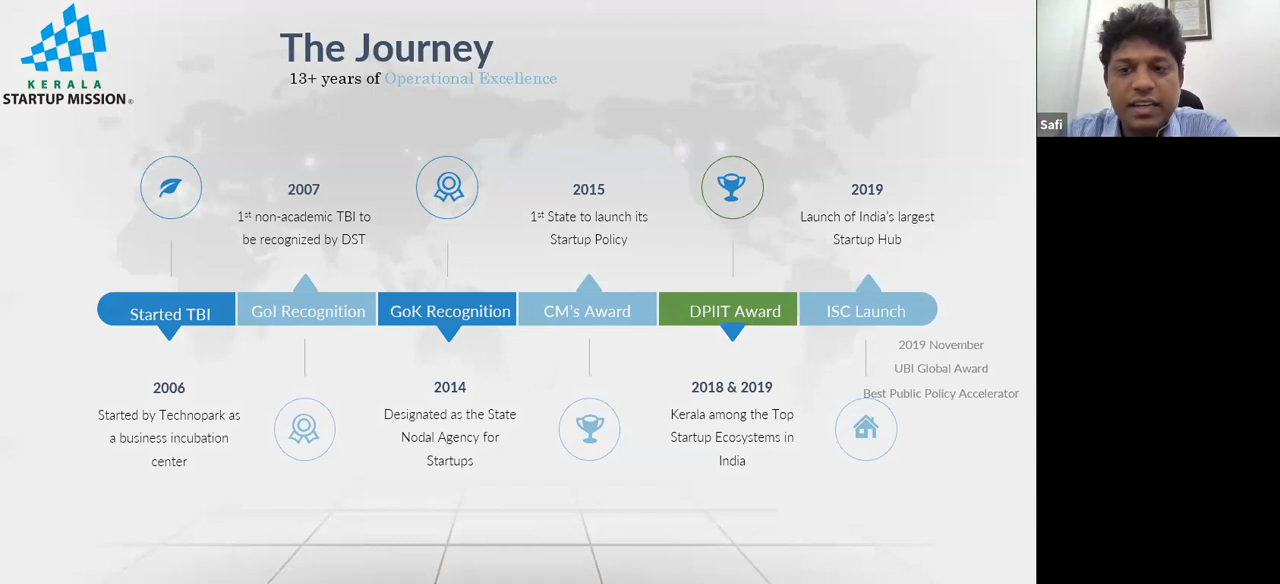 KERALA
STARTUP MISSION®
The Journey
13+ years of Operational Excellence
Safi
2007
1st non-academic TBI to
be recognized by DST
2015
1st State to launch its
Startup Policy
2019
Launch of India's largest
Startup Hub
Started TBI
GoI Recognition
GoK Recognition
CM's Award
DPIIT Award
ISC Launch
2019 November
UBI Global Award
Best Public Policy Accelerator
2006
Started by Technopark as
a business incubation
center
2014
Designated as the State
Nodal Agency for
Startups
2018 & 2019
Kerala among the Top
Startup Ecosystems in
India